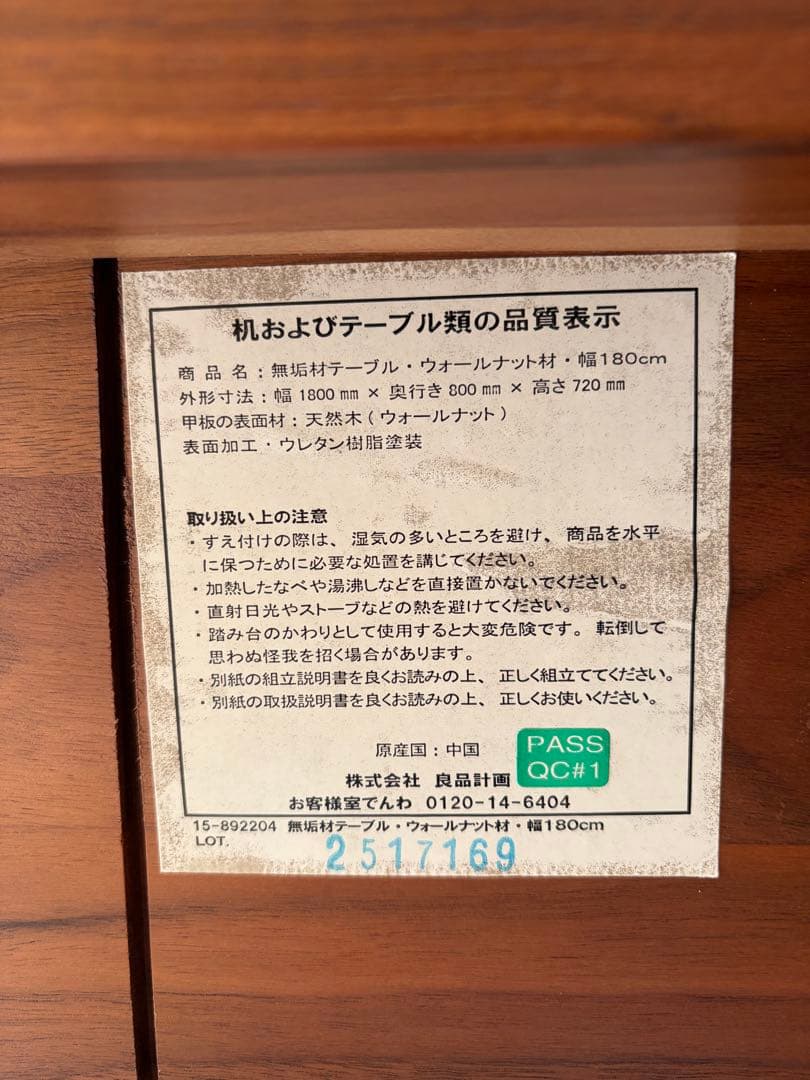 机およびテーブル類の品質表示
商品名:無垢材テーブル・ウォールナット材・幅180cm
外形寸法:幅1800mm×奥行き800mm×高さ720mm
甲板の表面材:天然木(ウォールナット)
表面加工・ウレタン樹脂塗装
取り扱い上の注意
・すえ付けの際は、湿気の多いところを避け、商品を水平
に保つために必要な処置を講じてください。
・加熱したなべや湯沸しなどを直接置かないでください。
・直射日光やストーブなどの熱を避けてください。
・踏み台のかわりとして使用すると大変危険です。転倒して
思わぬ怪我を招く場合があります。
・別紙の組立説明書を良くお読みの上、正しく組立ててください。
・別紙の取扱説明書を良くお読みの上、正しくお使いください。
原産国:中国
PASS
QC#1
株式会社 良品計画
お客様室でんわ 0120-14-6404
15-892204 無垢材テーブル・ウォールナット材・幅180cm
LOT.
2517169